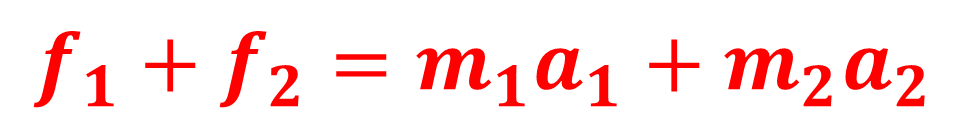 f₁ + f₂ = m₁a₁ + m₂a₂